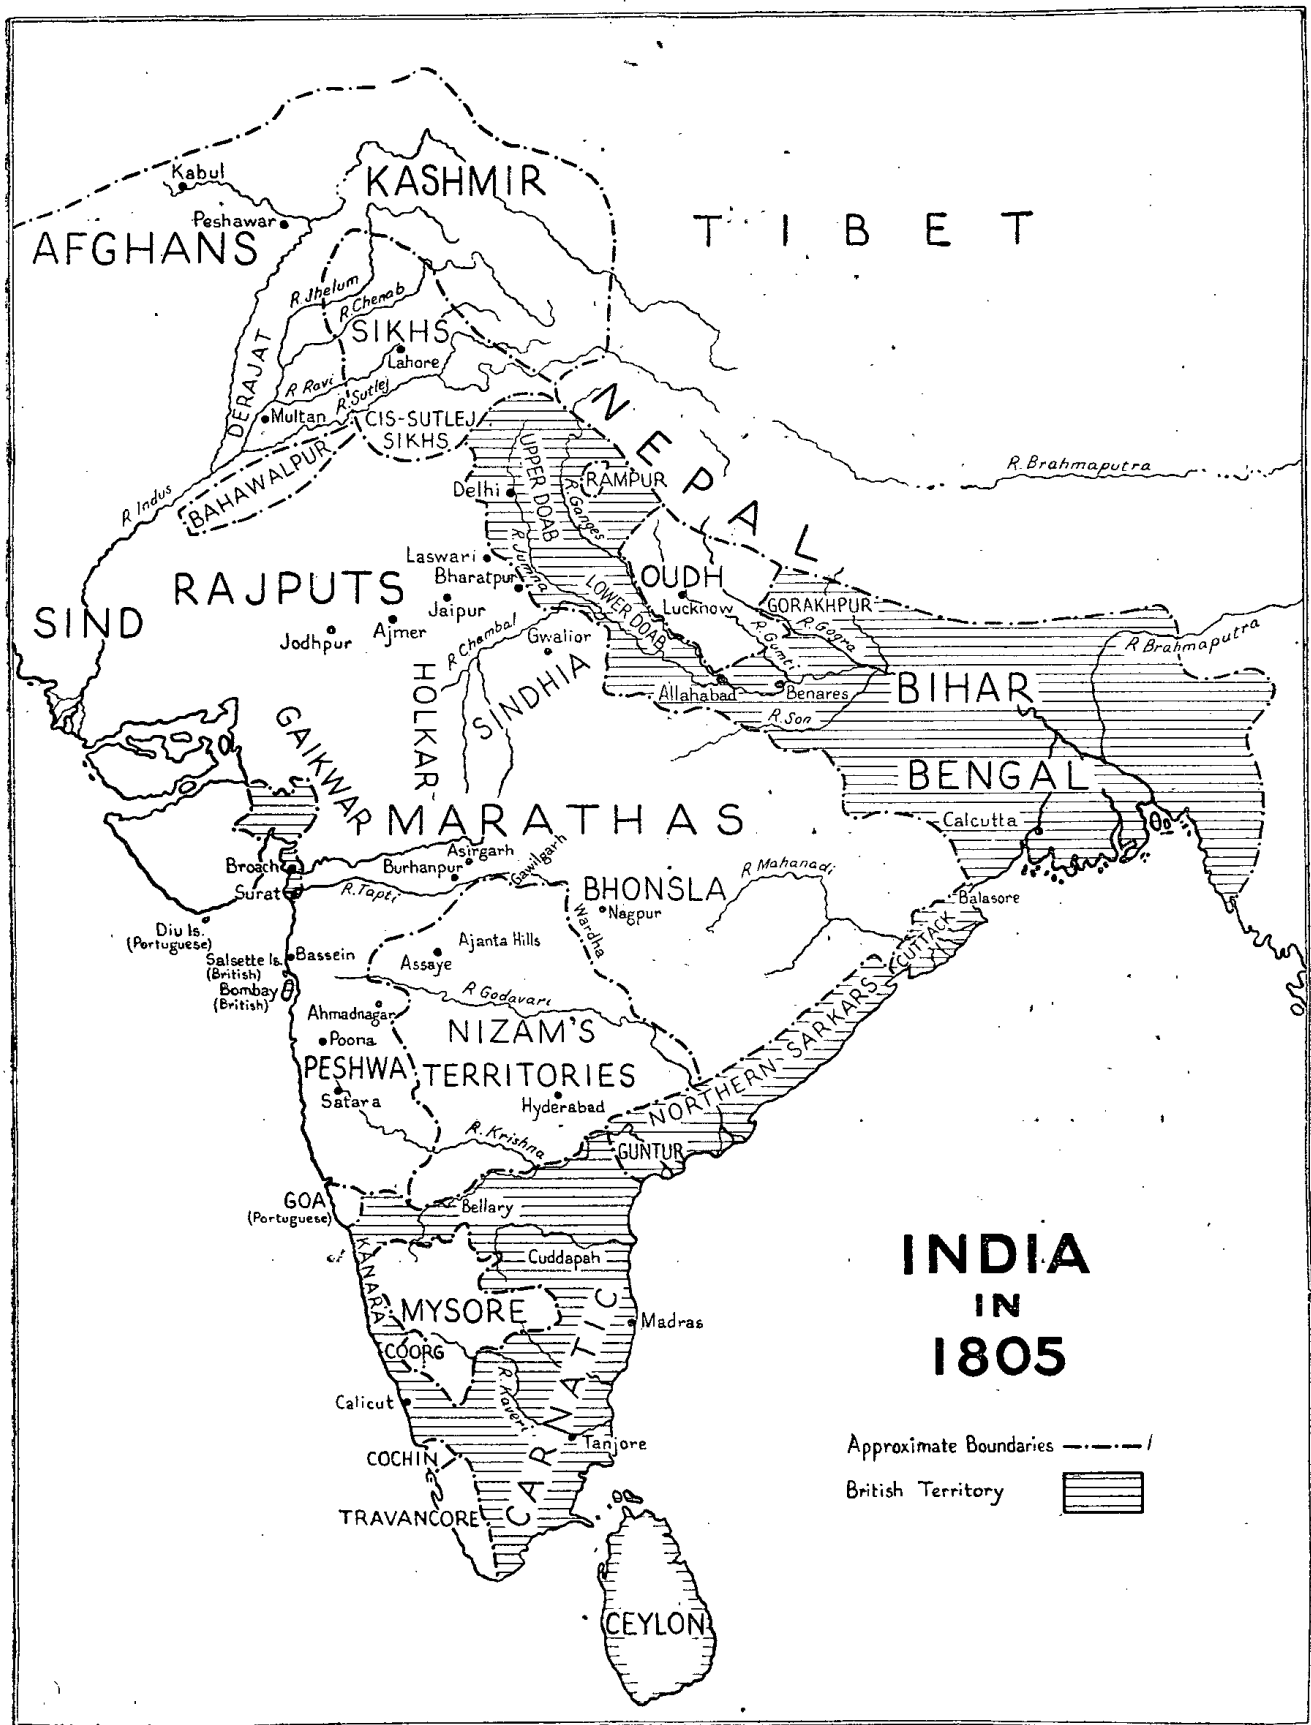 Kabul
KASHMIR
Peshawar
AFGHANS
TIBET
R. Jhelum
R. Chenab
SIKHS
Lahore
DERAJAT
R. Ravi
R. Sutlej
Multan
CIS-SUTLEJ
SIKHS
BAHAWALPUR
R. Indus
NEPAL
UPPER DOAB
RAMPUR
Delhi
R. Ganges
R. Brahmaputra
Laswari
Bharatpur
R. Jumna
RAJPUTS
OUDH
Lucknow
LOWER DOAB
GORAKHPUR
SIND
Jaipur
Jodhpur
Ajmer
R. Chambal
Gwalior
R. Gumti
R. Gogra
R Brahmaputra
HOLKAR
SINDHIA
Allahabad
Benares
BIHAR
R. Son
GAIKWAR
BENGAL
MARATHAS
Calcutta
Broach
Burhanpur
Asirgarh
Gawilgarh
Surat
R. Tapti
BHONSLA
R Mahanadi
Nagpur
Wardha
Balasore
CUTTACK
Diu Is.
(Portuguese)
Salsette Is.
(British)
Bassein
Bombay
(British)
Ajanta Hills
Assaye
R Godavari
Ahmadnagar
NIZAM'S
TERRITORIES
Poona
PESHWA
Satara
Hyderabad
NORTHERN SARKARS
R. Krishna
GUNTUR
GOA
(Portuguese)
Bellary
KANARA
Cuddapah
MYSORE
COORG
Madras
CARNATIC
R. Kaveri
Calicut
Tanjore
COCHIN
TRAVANCORE
CEYLON
INDIA
IN
1805
Approximate Boundaries
British Territory